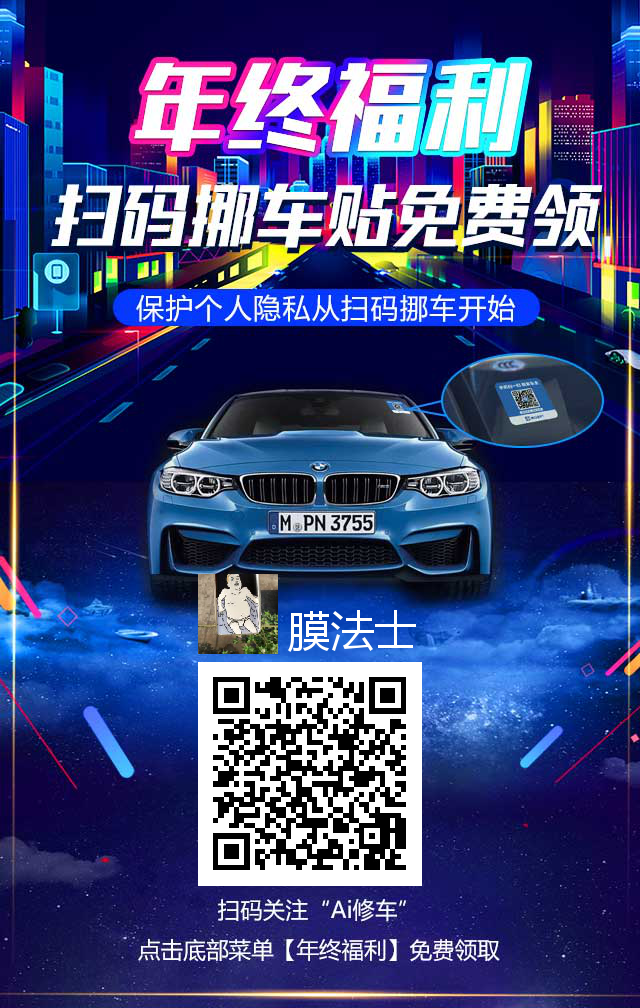 年终福利
扫码挪车贴免费领
保护个人隐私从扫码挪车开始
M PN 3755
膜法士
扫码关注“Ai修车”
点击底部菜单【年终福利】免费领取